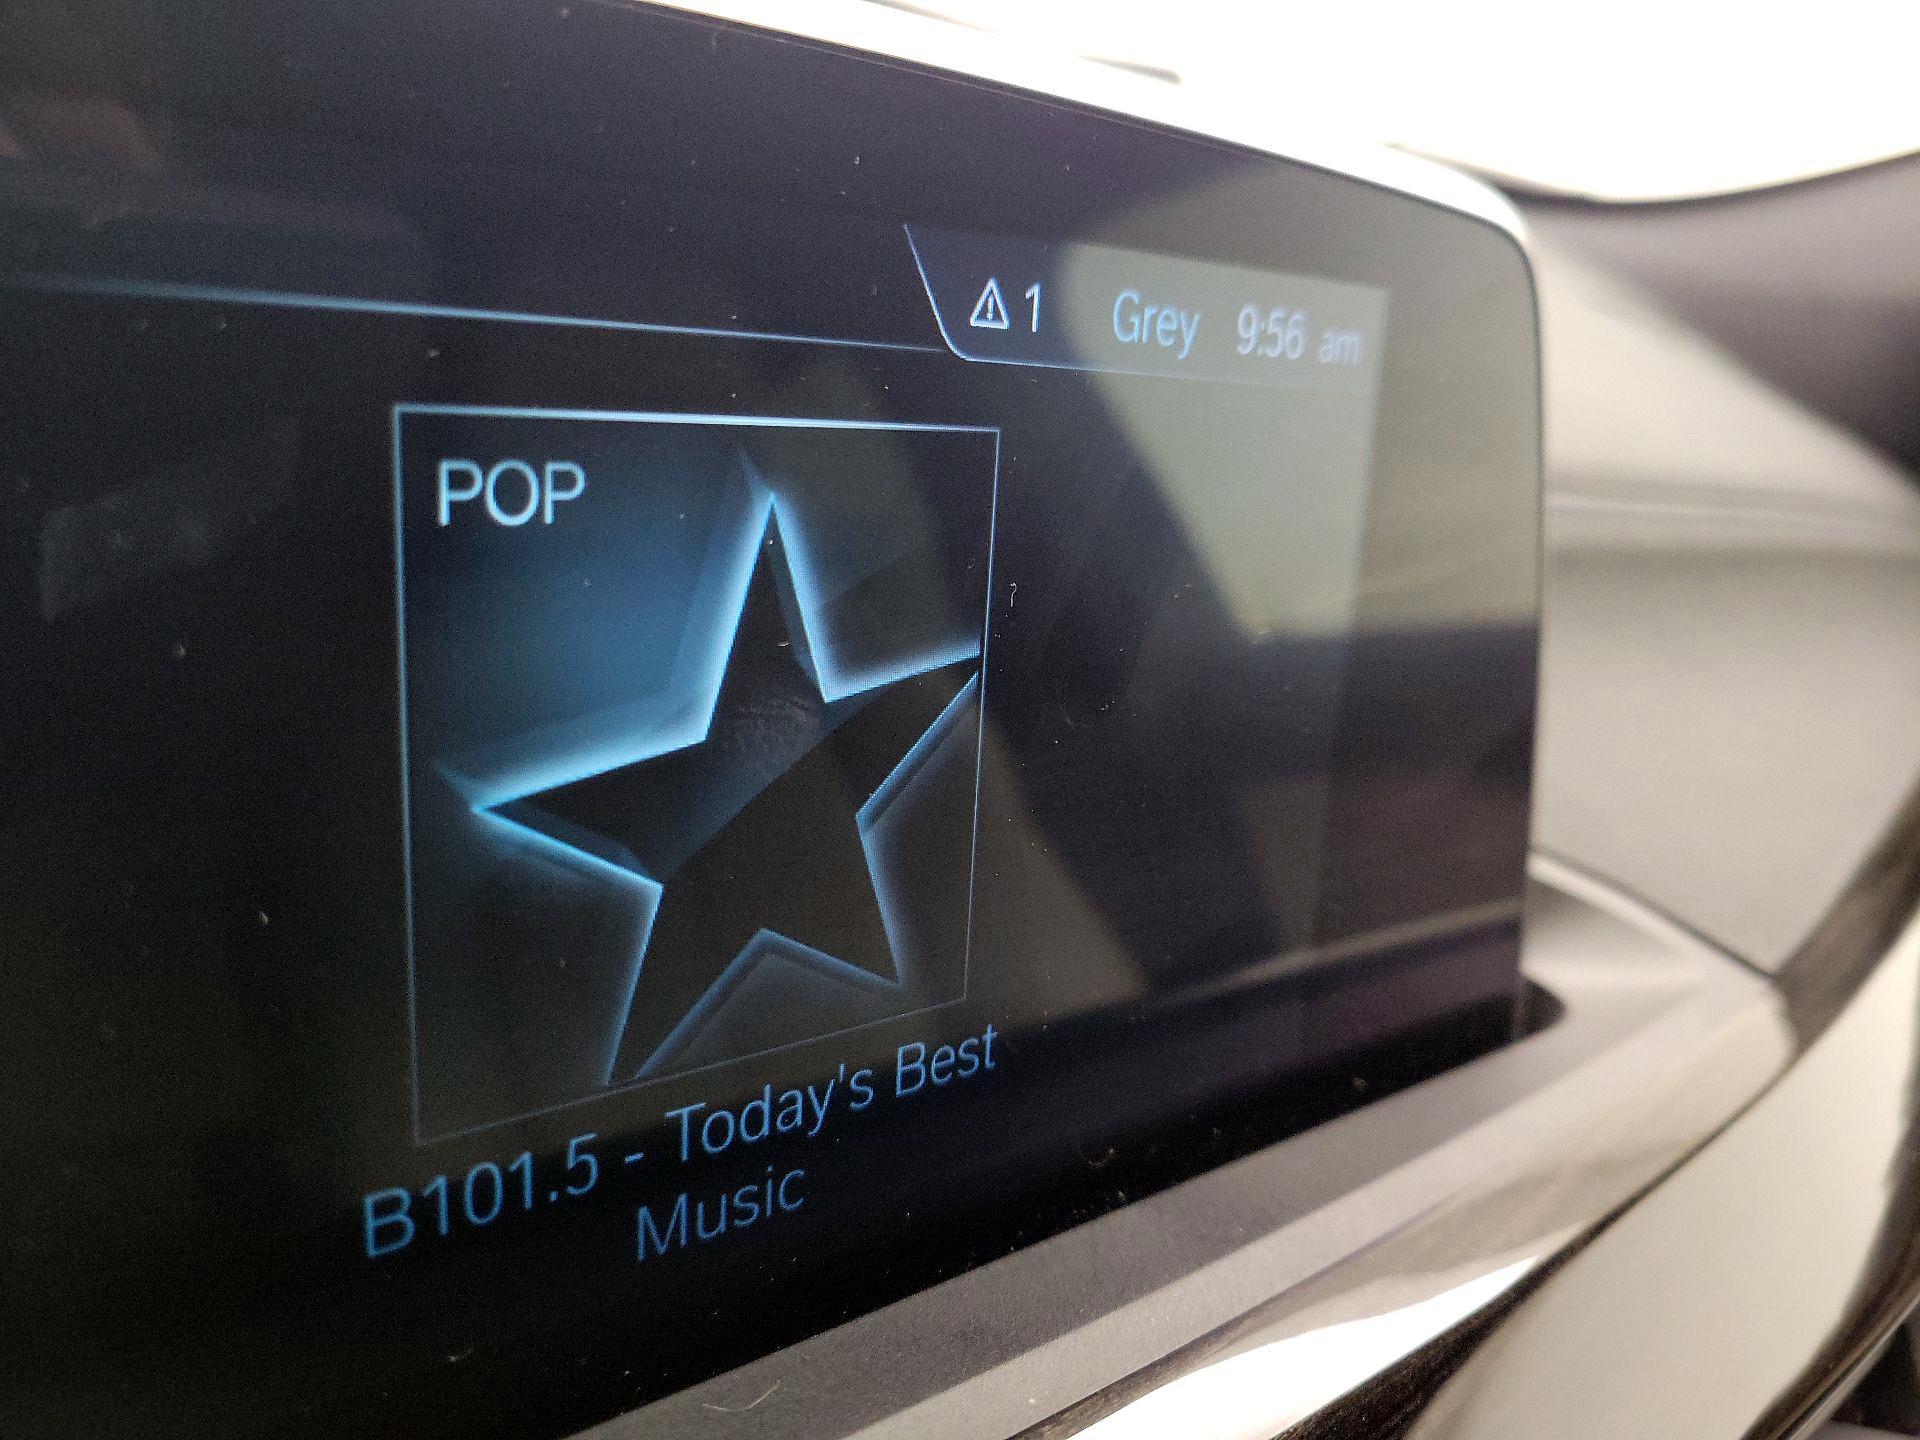 1 Grey 9:56 am
POP
B101.5 - Today's Best
Music